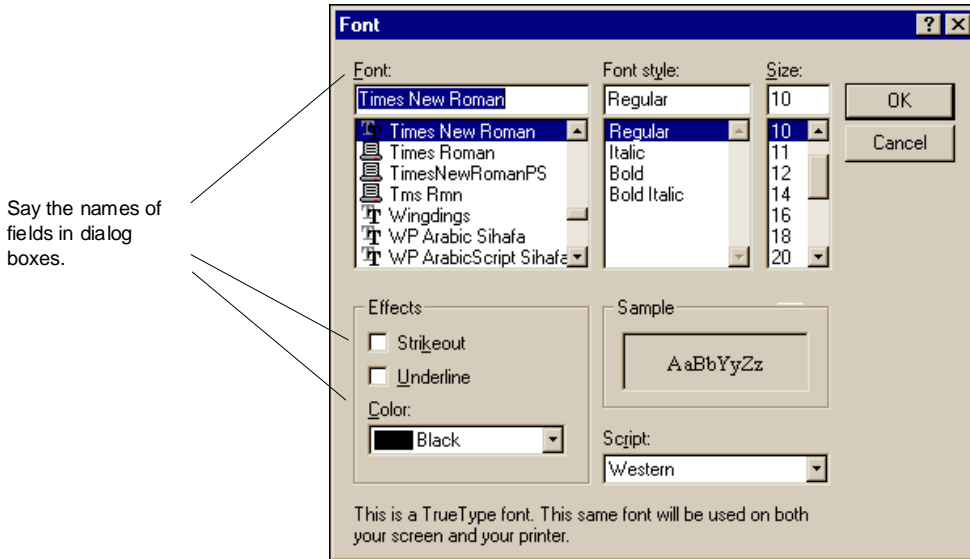 Font
Font:
Font style:
Size:
Times New Roman
Regular
10
OK
Cancel
Times New Roman
Times Roman
TimesNewRomanPS
Tms Rmn
Wingdings
WP Arabic Sihafa
WP ArabicScript Sihafa
Regular
Italic
Bold
Bold Italic
10
11
12
14
16
18
20
Say the names of
fields in dialog
boxes.
Effects
Strikeout
Underline
Color:
Black
Sample
AaBbYyZz
Script:
Western
This is a TrueType font. This same font will be used on both
your screen and your printer.